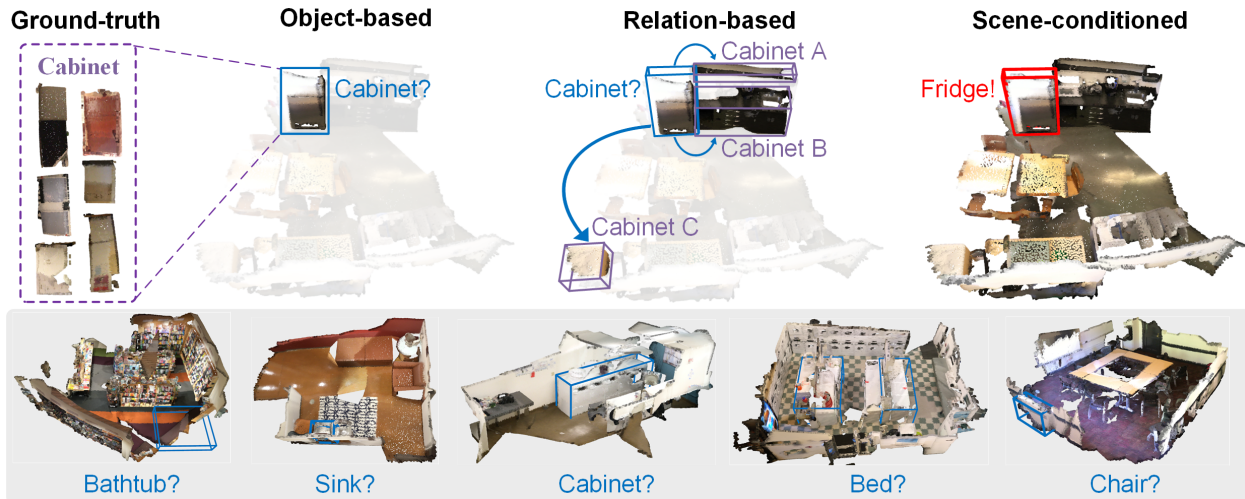 Ground-truth
Object-based
Relation-based
Scene-conditioned
Cabinet
Cabinet?
Cabinet A
Cabinet?
Cabinet B
Cabinet C
Fridge!
Bathtub?
Sink?
Cabinet?
Bed?
Chair?